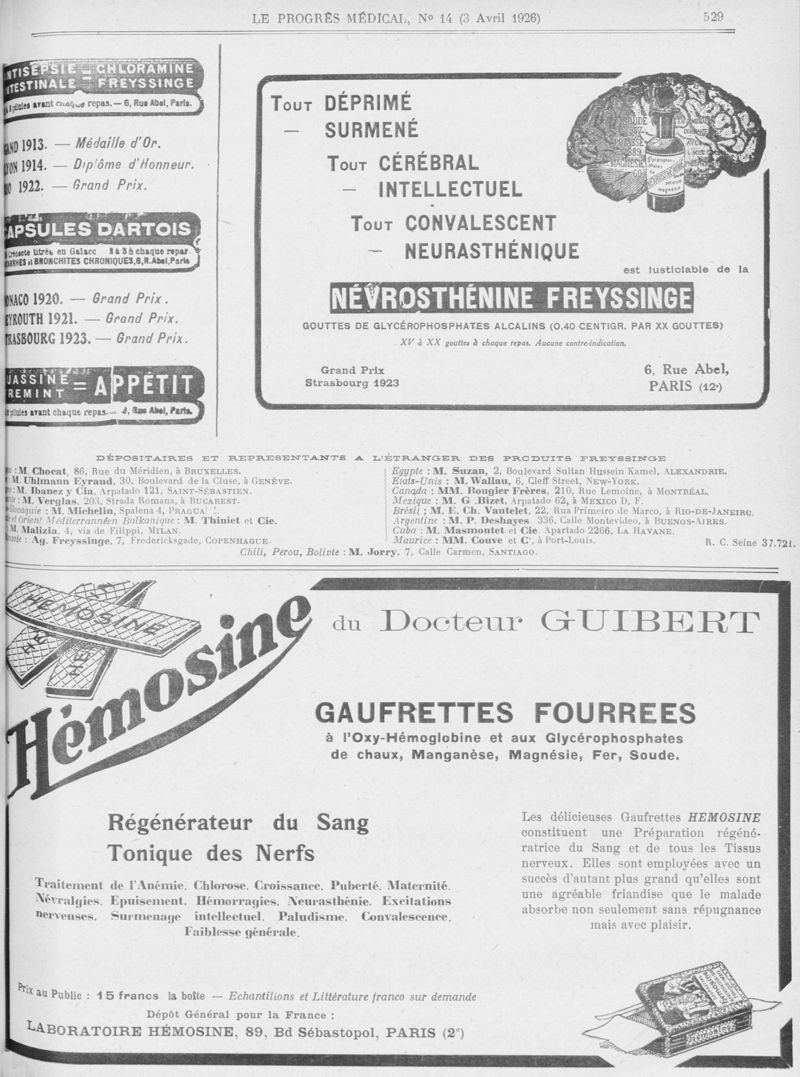 LE PROGRÈS MÉDICAL, N° 14 (3 Avril 1926)
529
NTISEPSIE = CHLORAMINE
NTESTINALE = FREYSSINGE
pilules avant chaque repas. — 6, Rue Abel, Paris.
AND 1913. — Médaille d'Or.
YON 1914. — Diplôme d'Honneur.
IO 1922. — Grand Prix.
APSULES DARTOIS
Créosote titrée en Gaïacc 2 à 3 à chaque repas
ARRHES et BRONCHITES CHRONIQUES, 6, R. Abel, Paris
ONACO 1920. — Grand Prix.
EYROUTH 1921. — Grand Prix.
TRASBOURG 1923. — Grand Prix.
UASSINE
REMINT = APPÉTIT
pilules avant chaque repas. — , Rue Abel, Paris.
TOUT DÉPRIMÉ
— SURMENÉ
TOUT CÉRÉBRAL
— INTELLECTUEL
TOUT CONVALESCENT
— NEURASTHÉNIQUE
est iusticiable de la
NÉVROSTHÉNINE FREYSSINGE
GOUTTES DE GLYCÉROPHOSPHATES ALCALINS (0.40 CENTIGR. PAR XX GOUTTES)
XV à XX gouttes à chaque repas. Aucune contre-indication.
Grand Prix
Strasbourg 1923
6, Rue Abel,
PARIS (12e)
DÉPOSITAIRES ET REPRESENTANTS A L'ÉTRANGER DES PRODUITS FREYSSINGE
: M. Chocat, 86, Rue du Méridien, à BRUXELLES.
: M. Uhlmann Eyraud, 30, Boulevard de la Cluse, à GENÈVE.
: M. Ibanez y Cia, Arpatado 121, SAINT-SÉBASTIEN.
: M. Verglas, 203, Strada Romana, à BUCAREST.
Slovaquie : M. Michelin, Spalena 4, PRAGUE
et Orient Méditerrannéen Balkanique : M. Thiniet et Cie.
M. Malizia, 4, via de Filippi, MILAN.
: Ag. Freyssinge, 7, Fredericksgade, COPENHAGUE.
Egypte : M. Suzan, 2, Boulevard Sultan Hussein Kamel, ALEXANDRIE.
Etats-Unis : M. Wallau, 6, Cleff Street, NEW-YORK.
Canada : MM. Rougier Frères, 210, Rue Lemoine, à MONTRÉAL.
Mexique : M. G. Bizet, Arpatado 62, à MEXICO D. F.
Brésil ; M. E. Ch. Vautelet, 22, Rua Primeiro de Marco, à RIO-DE-JANEIRO.
Argentine : M. P. Deshayes, 336, Calle Montevideo, à BUENOS-AIRES.
Cuba : M. Masmontet et Cie, Apartado 2266, LA HAVANE.
Maurice : MM. Couve et C°, à Port-Louis.
R. C. Seine 37.721.
Chili, Pérou, Bolivie : M. Jorry, 7, Calle Carmen, SANTIAGO.
HEMOSINE
Hémosine du Docteur GUIBERT
GAUFRETTES FOURREES
à l'Oxy-Hémoglobine et aux Glycérophosphates
de chaux, Manganèse, Magnésie, Fer, Soude.
Régénérateur du Sang
Tonique des Nerfs
Traitement de l'Anémie. Chlorose. Croissance. Puberté. Maternité.
Névralgies. Epuisement. Hémorragies. Neurasthénie. Excitations
nerveuses. Surmenage intellectuel. Paludisme. Convalescence.
Faiblesse générale.
Les délicieuses Gaufrettes HEMOSINE
constituent une Préparation régéné-
ratrice du Sang et de tous les Tissus
nerveux. Elles sont employées avec un
succès d'autant plus grand qu'elles sont
une agréable friandise que le malade
absorbe non seulement sans répugnance
mais avec plaisir.
Prix au Public : 15 francs la boîte — Echantillons et Littérature franco sur demande
Dépôt Général pour la France :
LABORATOIRE HÉMOSINE, 89, Bd Sébastopol, PARIS (2e)
HEMOSINE